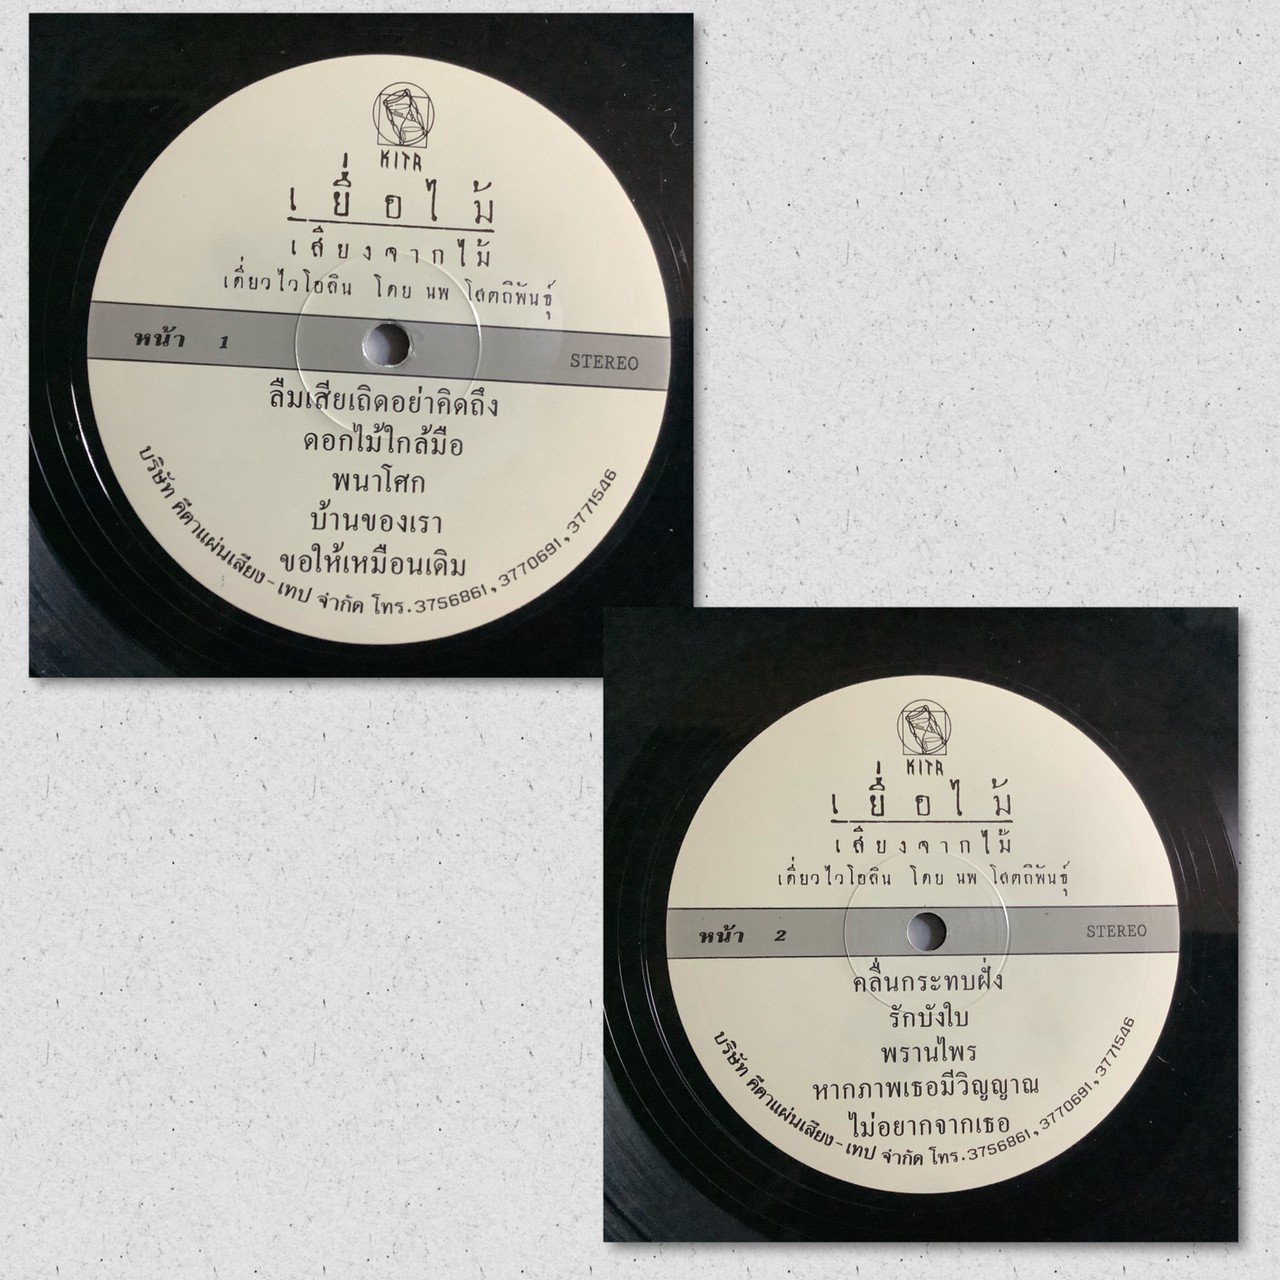 KITA
เยื่อไม้
เสียงจากไม้
เดี่ยวไวโอลิน โดย นพ โสตถิพันธุ์
หน้า 1
STEREO
ลืมเสียเถิดอย่าคิดถึง
ดอกไม้ใกล้มือ
พนาโศก
บ้านของเรา
ขอให้เหมือนเดิม
บริษัท คีตาแผ่นเสียง-เทป จำกัด โทร.3756861, 3770691, 3771546
KITA
เยื่อไม้
เสียงจากไม้
เดี่ยวไวโอลิน โดย นพ โสตถิพันธุ์
หน้า 2
STEREO
คลื่นกระทบฝั่ง
รักบังใบ
พรานไพร
หากภาพเธอมีวิญญาณ
ไม่อยากจากเธอ
บริษัท คีตาแผ่นเสียง-เทป จำกัด โทร.3756861, 3770691, 3771546